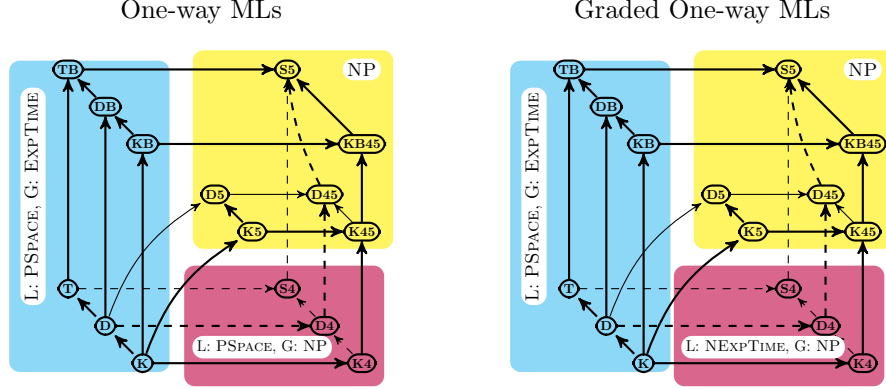 One-way MLs
TB
S5
NP
DB
L: PSPACE, G: EXPTIME
KB
KB45
D5
D45
K5
K45
T
S4
D
D4
L: PSPACE, G: NP
K
K4
Graded One-way MLs
TB
S5
NP
DB
L: PSPACE, G: EXPTIME
KB
KB45
D5
D45
K5
K45
T
S4
D
D4
L: NEXPTIME, G: NP
K
K4